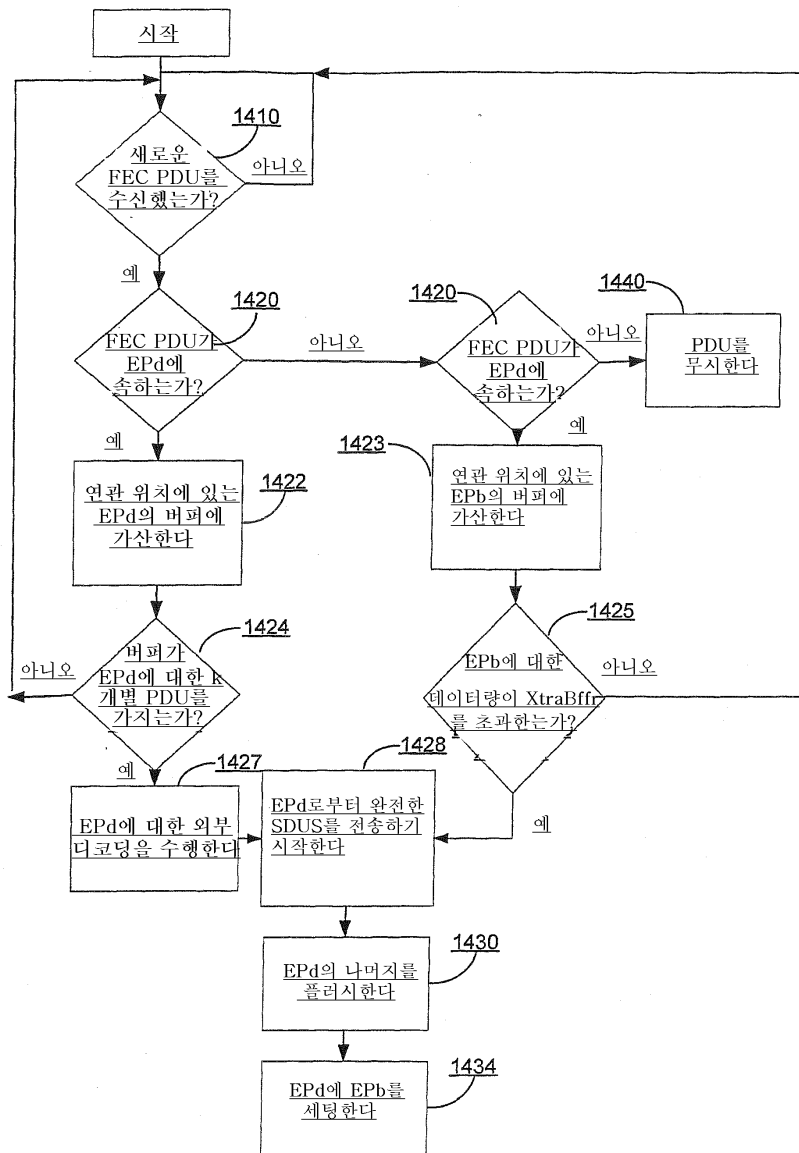 시작
1410
새로운
FEC PDU를
수신했는가?
아니오
예
1420
FEC PDU가
EPd에
속하는가?
아니오
1420
FEC PDU가
EPd에
속하는가?
아니오
1440
PDU를
무시한다
예
예
1422
연관 위치에 있는
EPd의 버퍼에
가산한다
1423
연관 위치에 있는
EPb의 버퍼에
가산한다
1424
버퍼가
EPd에 대한 k
개별 PDU를
가지는가?
아니오
예
1425
EPb에 대한
데이터량이 XtraBffr
를 초과한는가?
아니오
예
1427
EPd에 대한 외부
디코딩을 수행한다
1428
EPd로부터 완전한
SDUS를 전송하기
시작한다
1430
EPd의 나머지를
플러시한다
1434
EPd에 EPb를
세팅한다